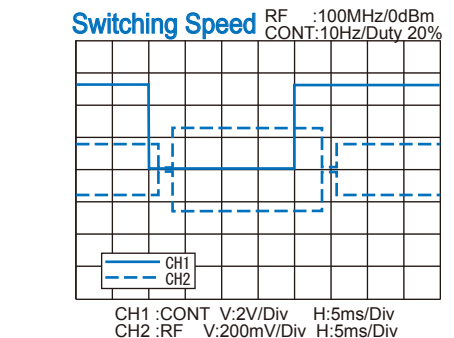 Switching Speed RF :100MHz/0dBm
CONT:10Hz/Duty 20%
CH1
CH2
CH1 :CONT V:2V/Div H:5ms/Div
CH2 :RF V:200mV/Div H:5ms/Div